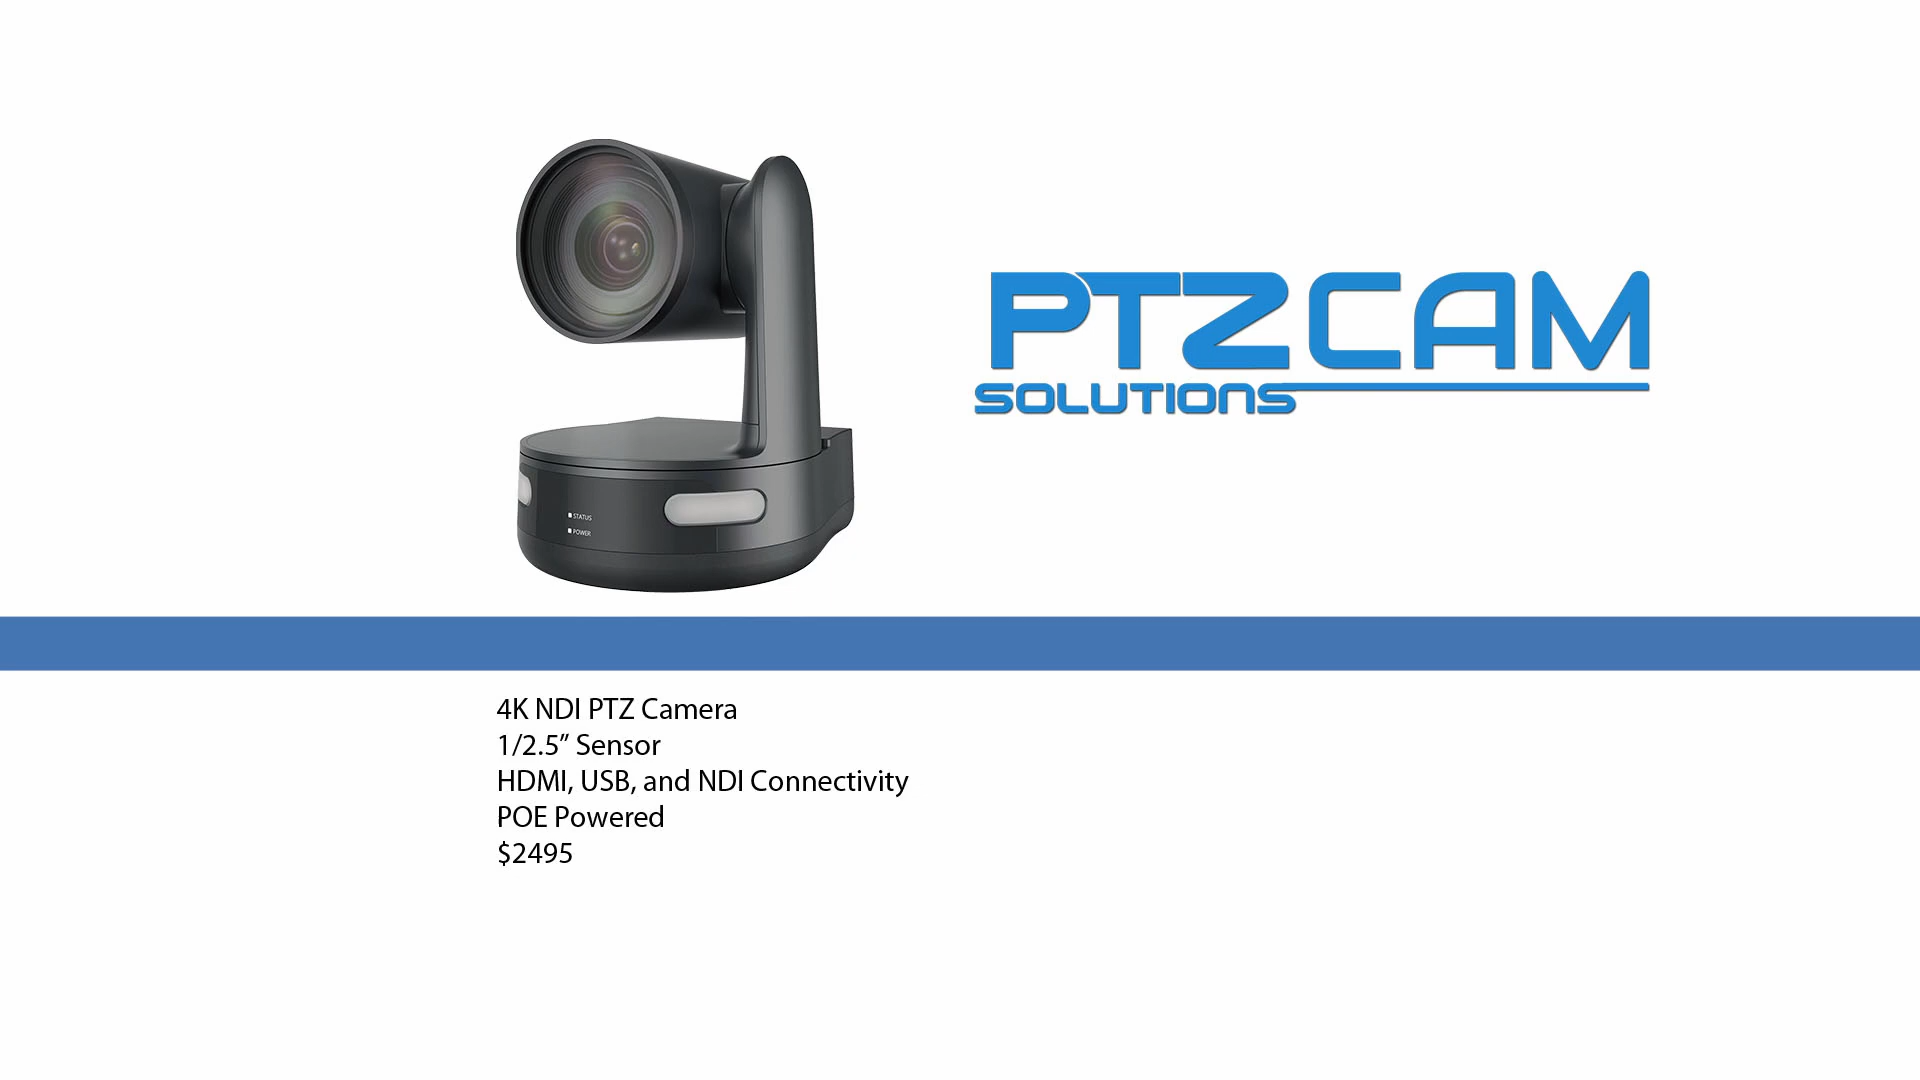 PTZCAM
SOLUTIONS
STATUS
POWER
4K NDI PTZ Camera
1/2.5” Sensor
HDMI, USB, and NDI Connectivity
POE Powered
$2495